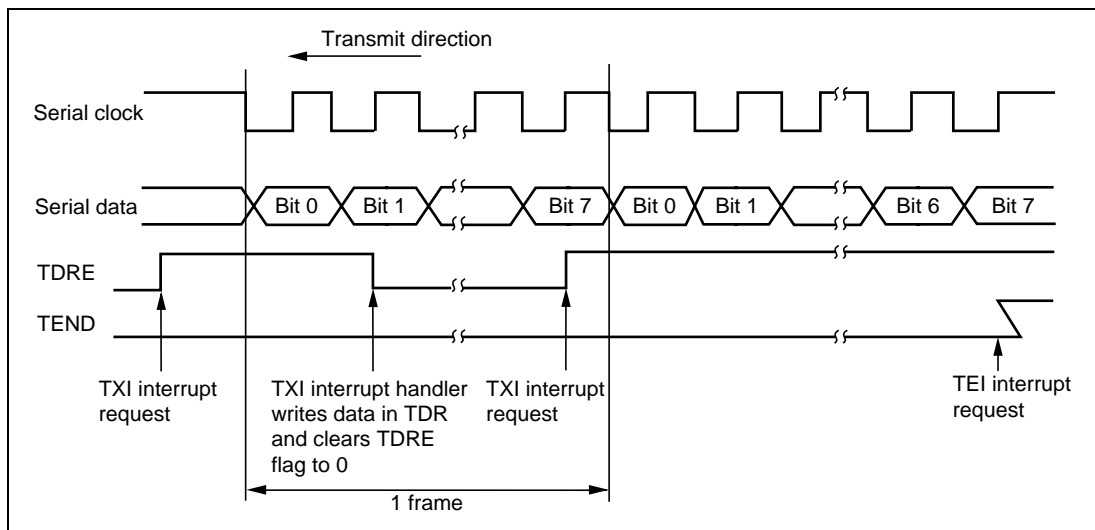 Transmit direction
Serial clock
Serial data
Bit 0
Bit 1
Bit 7
Bit 0
Bit 1
Bit 6
Bit 7
TDRE
TEND
TXI interrupt
request
TXI interrupt handler
writes data in TDR
and clears TDRE
flag to 0
TXI interrupt
request
TEI interrupt
request
1 frame